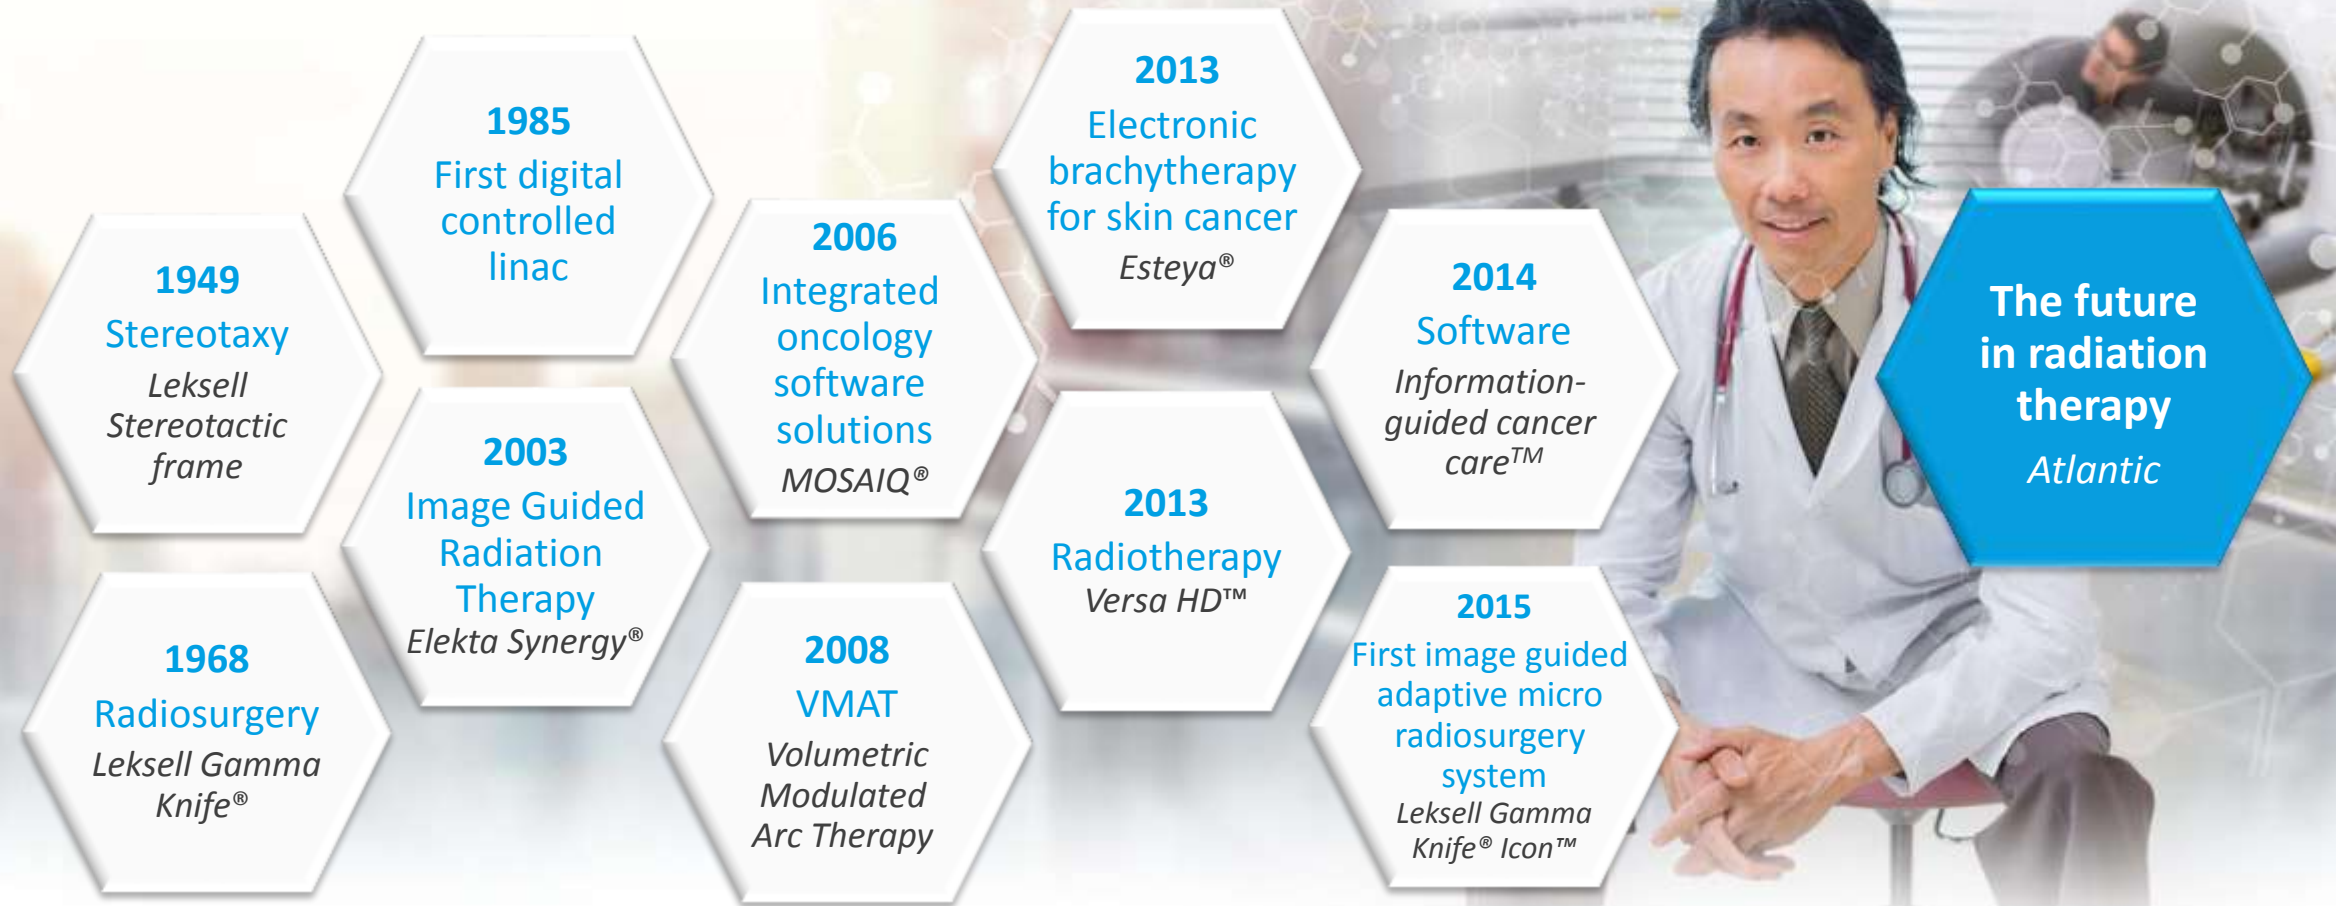 1949
Stereotaxy
Leksell
Stereotactic
frame
1968
Radiosurgery
Leksell Gamma
Knife®
1985
First digital
controlled
linac
2003
Image Guided
Radiation
Therapy
Elekta Synergy®
2006
Integrated
oncology
software
solutions
MOSAIQ®
2008
VMAT
Volumetric
Modulated
Arc Therapy
2013
Electronic
brachytherapy
for skin cancer
Esteya®
2013
Radiotherapy
Versa HD™
2014
Software
Information-
guided cancer
care™
2015
First image guided
adaptive micro
radiosurgery
system
Leksell Gamma
Knife® Icon™
The future
in radiation
therapy
Atlantic